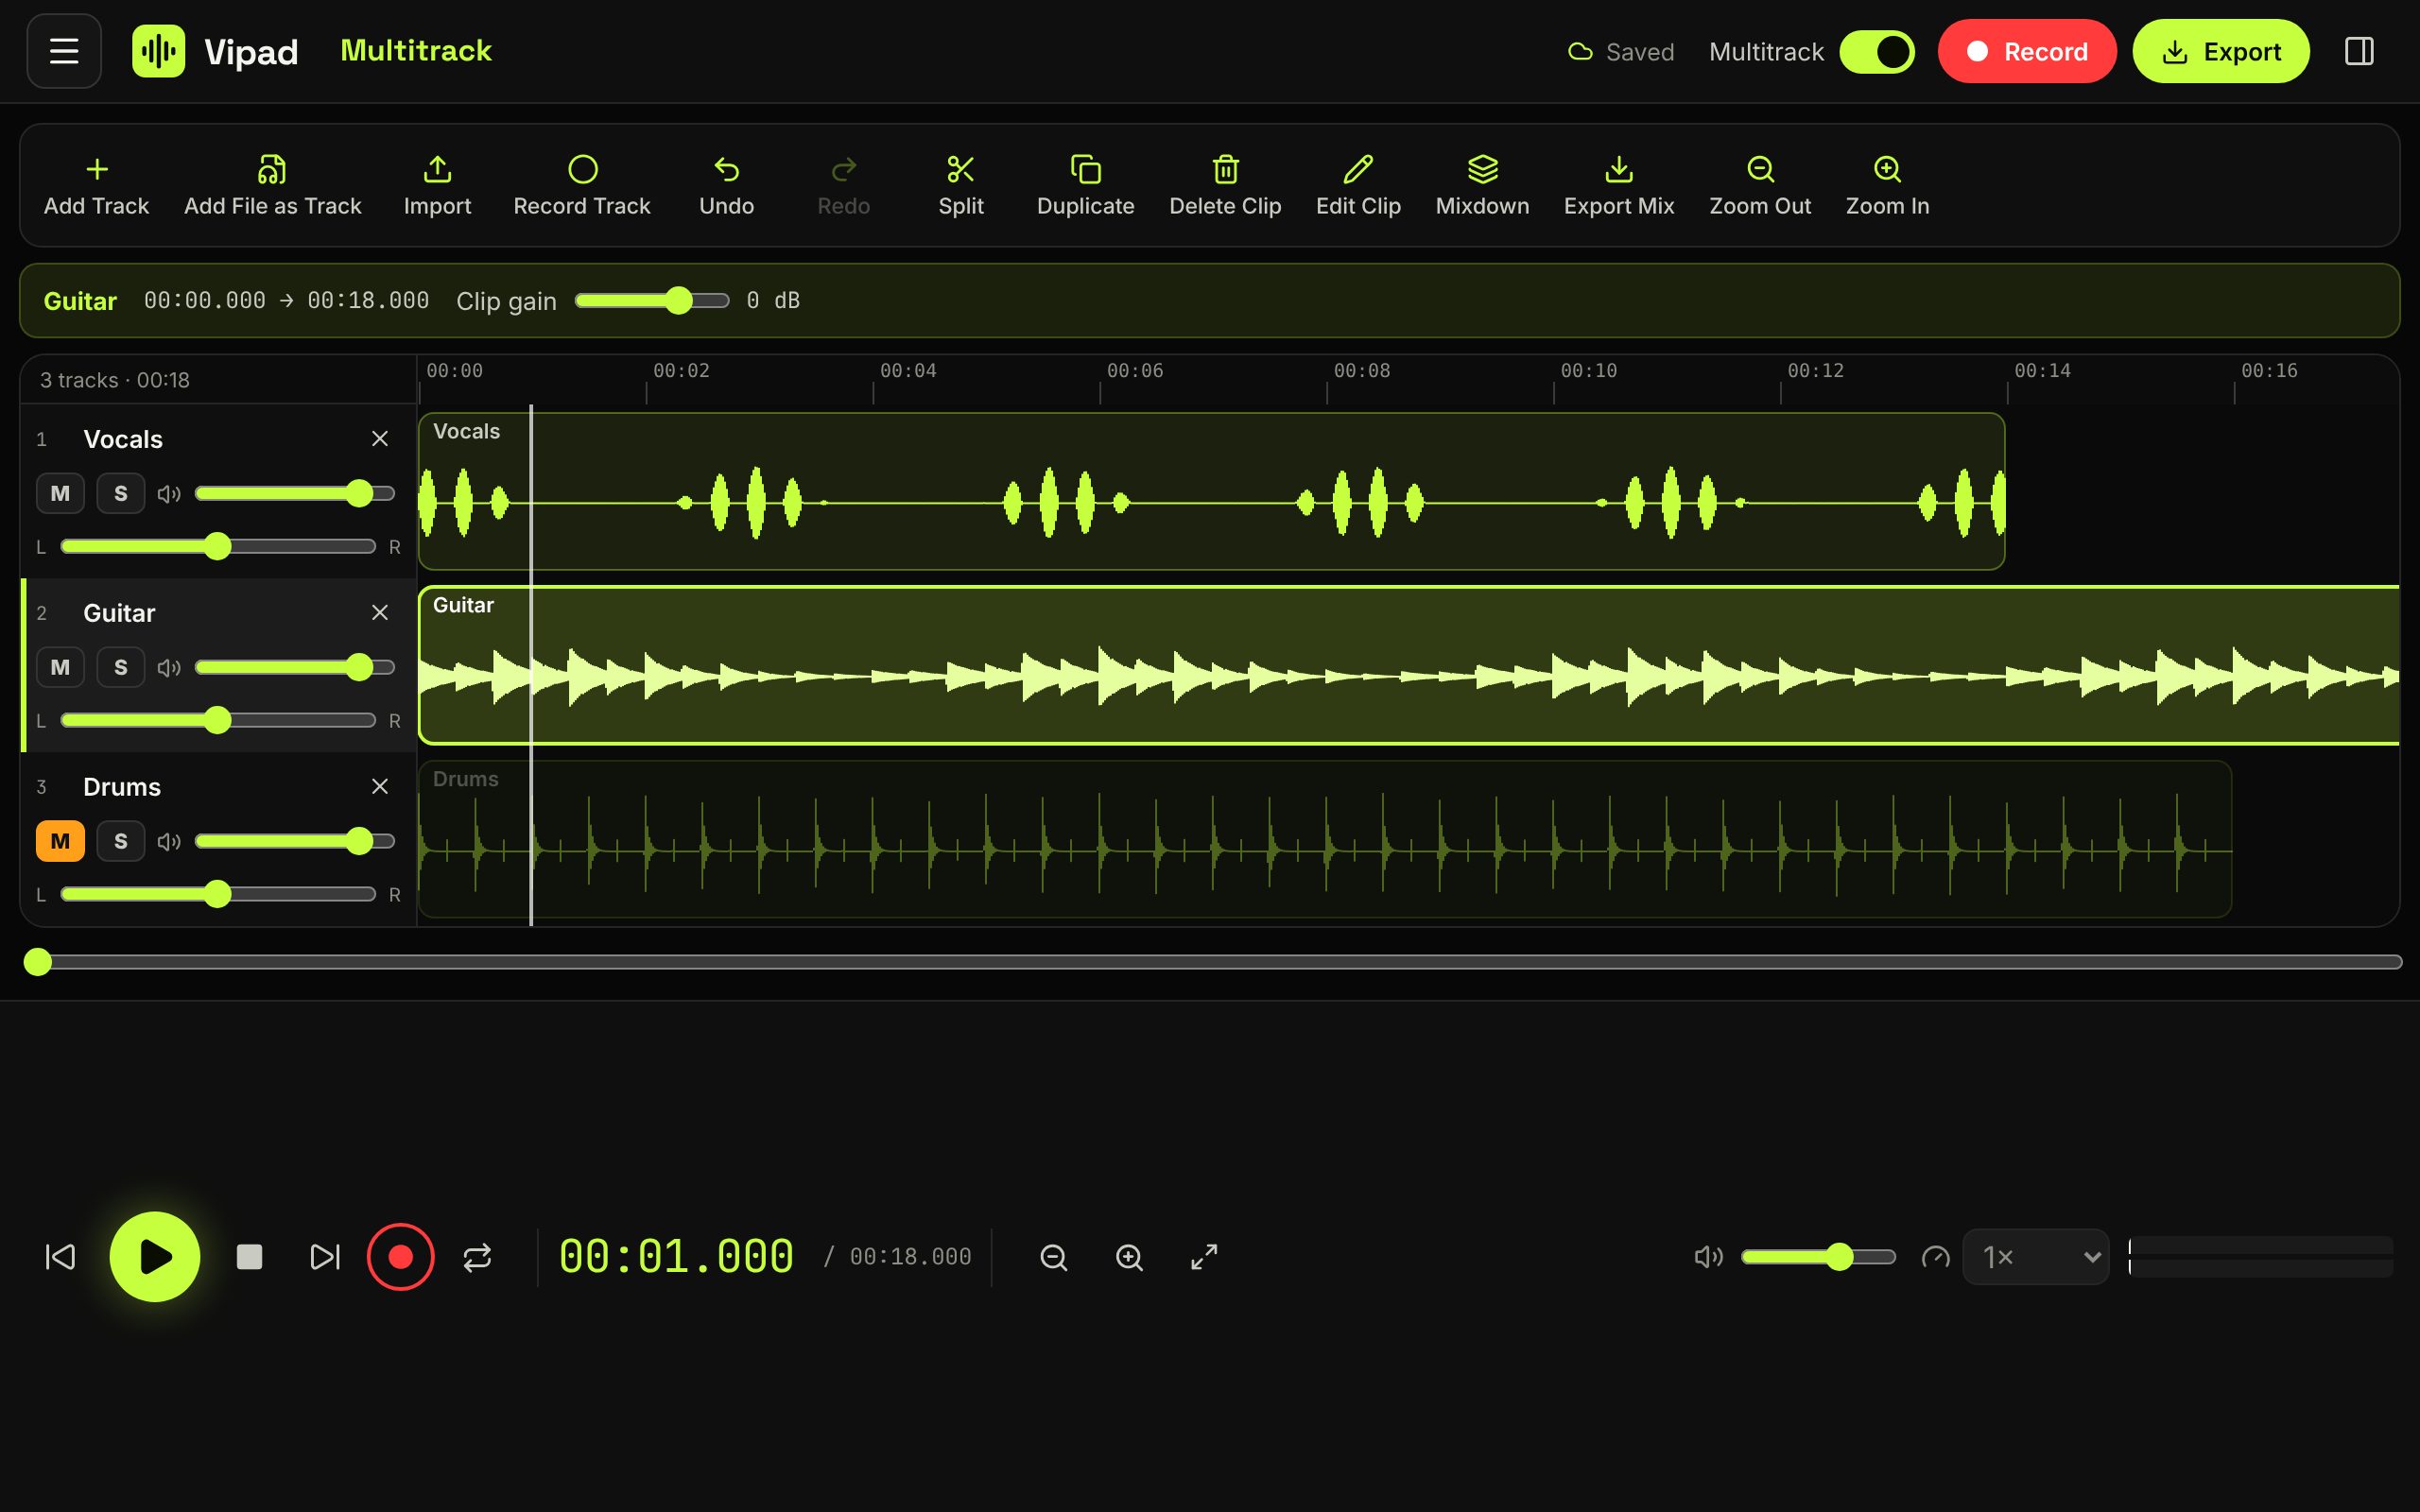 Vipad Multitrack Saved Multitrack Record Export
Add Track Add File as Track Import Record Track Undo Redo Split Duplicate Delete Clip Edit Clip Mixdown Export Mix Zoom Out Zoom In
Guitar 00:00.000 → 00:18.000 Clip gain 0 dB
3 tracks · 00:18 00:00 00:02 00:04 00:06 00:08 00:10 00:12 00:14 00:16
1 Vocals
M S
L R
Vocals
2 Guitar
M S
L R
Guitar
3 Drums
M S
L R
Drums
00:01.000 / 00:18.000 1×